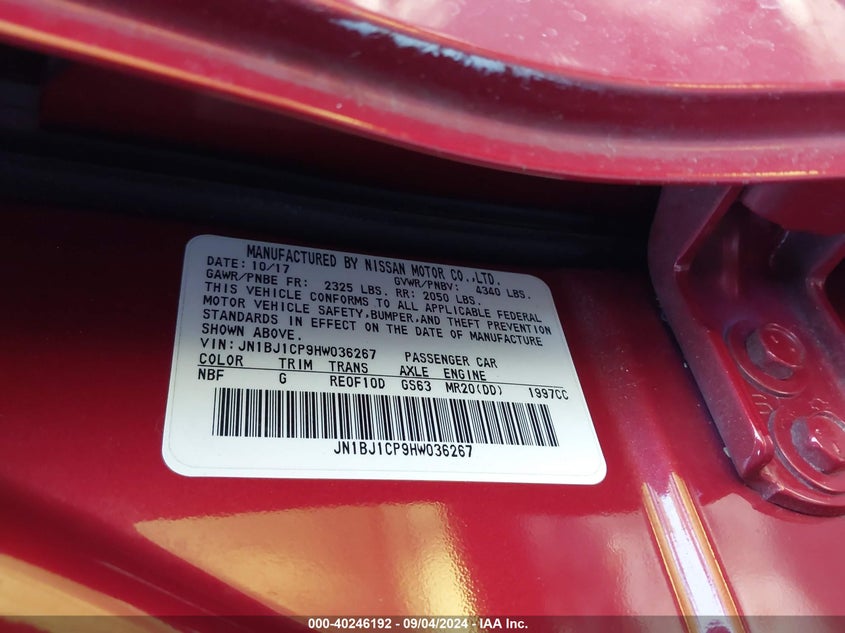 MANUFACTURED BY NISSAN MOTOR CO.,LTD.
DATE: 10/17 GVWR/PNBV: 4340 LBS.
GAWR/PNBE FR: 2325 LBS. RR: 2050 LBS.
THIS VEHICLE CONFORMS TO ALL APPLICABLE FEDERAL
MOTOR VEHICLE SAFETY,BUMPER,AND THEFT PREVENTION
STANDARDS IN EFFECT ON THE DATE OF MANUFACTURE
SHOWN ABOVE.
VIN: JN1BJ1CP9HW036267 PASSENGER CAR
COLOR TRIM TRANS AXLE ENGINE
NBF G RE0F10D GS63 MR20(DD) 1997CC
JN1BJ1CP9HW036267
000-40246192 - 09/04/2024 - IAA Inc.